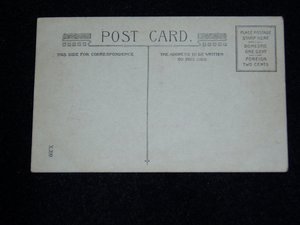 POST CARD.
THIS SIDE FOR CORRESPONDENCE.
THE ADDRESS TO BE WRITTEN
ON THIS SIDE.
PLACE POSTAGE
STAMP HERE
DOMESTIC
ONE CENT
FOREIGN
TWO CENTS